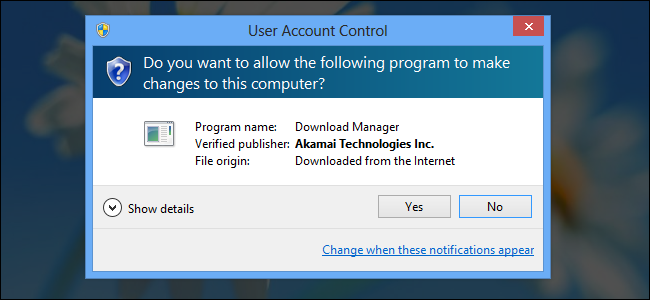 User Account Control
Do you want to allow the following program to make
changes to this computer?
Program name: Download Manager
Verified publisher: Akamai Technologies Inc.
File origin: Downloaded from the Internet
Show details
Yes
No
Change when these notifications appear